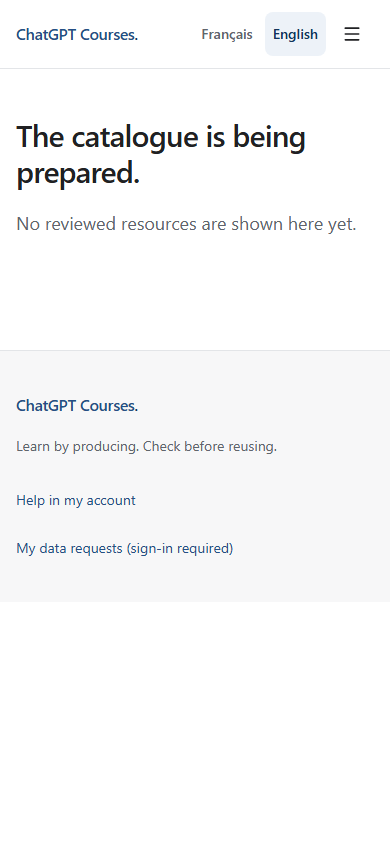 ChatGPT Courses.
Français
English
The catalogue is being
prepared.
No reviewed resources are shown here yet.
ChatGPT Courses.
Learn by producing. Check before reusing.
Help in my account
My data requests (sign-in required)